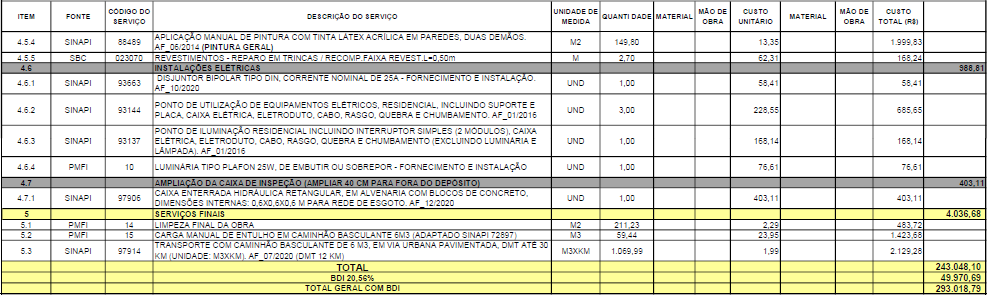 ITEM FONTE CÓDIGO DO SERVIÇO DESCRIÇÃO DO SERVIÇO UNIDADE DE MEDIDA QUANTI DADE MATERIAL MÃO DE OBRA CUSTO UNITÁRIO MATERIAL MÃO DE OBRA CUSTO TOTAL (R$)
4.5.4 SINAPI 88489 APLICAÇÃO MANUAL DE PINTURA COM TINTA LÁTEX ACRÍLICA EM PAREDES, DUAS DEMÃOS. AF_06/2014 (PINTURA GERAL) M2 149,80 13,35 1.999,83
4.5.5 SBC 023070 REVESTIMENTOS - REPARO EM TRINCAS / RECOMP.FAIXA REVEST.L=0,50m M 2,70 62,31 168,24
4.6 INSTALAÇÕES ELÉTRICAS 988,81
4.6.1 SINAPI 93663 DISJUNTOR BIPOLAR TIPO DIN, CORRENTE NOMINAL DE 25A - FORNECIMENTO E INSTALAÇÃO. AF_10/2020 UND 1,00 58,41 58,41
4.6.2 SINAPI 93144 PONTO DE UTILIZAÇÃO DE EQUIPAMENTOS ELÉTRICOS, RESIDENCIAL, INCLUINDO SUPORTE E PLACA, CAIXA ELÉTRICA, ELETRODUTO, CABO, RASGO, QUEBRA E CHUMBAMENTO. AF_01/2016 UND 3,00 228,55 685,65
4.6.3 SINAPI 93137 PONTO DE ILUMINAÇÃO RESIDENCIAL INCLUINDO INTERRUPTOR SIMPLES (2 MÓDULOS), CAIXA ELÉTRICA, ELETRODUTO, CABO, RASGO, QUEBRA E CHUMBAMENTO (EXCLUINDO LUMINÁRIA E LÂMPADA). AF_01/2016 UND 1,00 168,14 168,14
4.6.4 PMFI 10 LUMINÁRIA TIPO PLAFON 25W, DE EMBUTIR OU SOBREPOR - FORNECIMENTO E INSTALAÇÃO UND 1,00 76,61 76,61
4.7 AMPLIAÇÃO DA CAIXA DE INSPEÇÃO (AMPLIAR 40 CM PARA FORA DO DEPÓSITO) 403,11
4.7.1 SINAPI 97906 CAIXA ENTERRADA HIDRÁULICA RETANGULAR, EM ALVENARIA COM BLOCOS DE CONCRETO, DIMENSÕES INTERNAS: 0,6X0,6X0,6 M PARA REDE DE ESGOTO. AF_12/2020 UND 1,00 403,11 403,11
5 SERVIÇOS FINAIS 4.036,68
5.1 PMFI 14 LIMPEZA FINAL DA OBRA M2 211,23 2,29 483,72
5.2 PMFI 15 CARGA MANUAL DE ENTULHO EM CAMINHÃO BASCULANTE 6M3 (ADAPTADO SINAPI 72897) M3 59,44 23,95 1.423,68
5.3 SINAPI 97914 TRANSPORTE COM CAMINHÃO BASCULANTE DE 6 M3, EM VIA URBANA PAVIMENTADA, DMT ATÉ 30 KM (UNIDADE: M3XKM). AF_07/2020 (DMT 12 KM) M3XKM 1.069,99 1,99 2.129,28
TOTAL 243.048,10
BDI 20,56% 49.970,69
TOTAL GERAL COM BDI 293.018,79